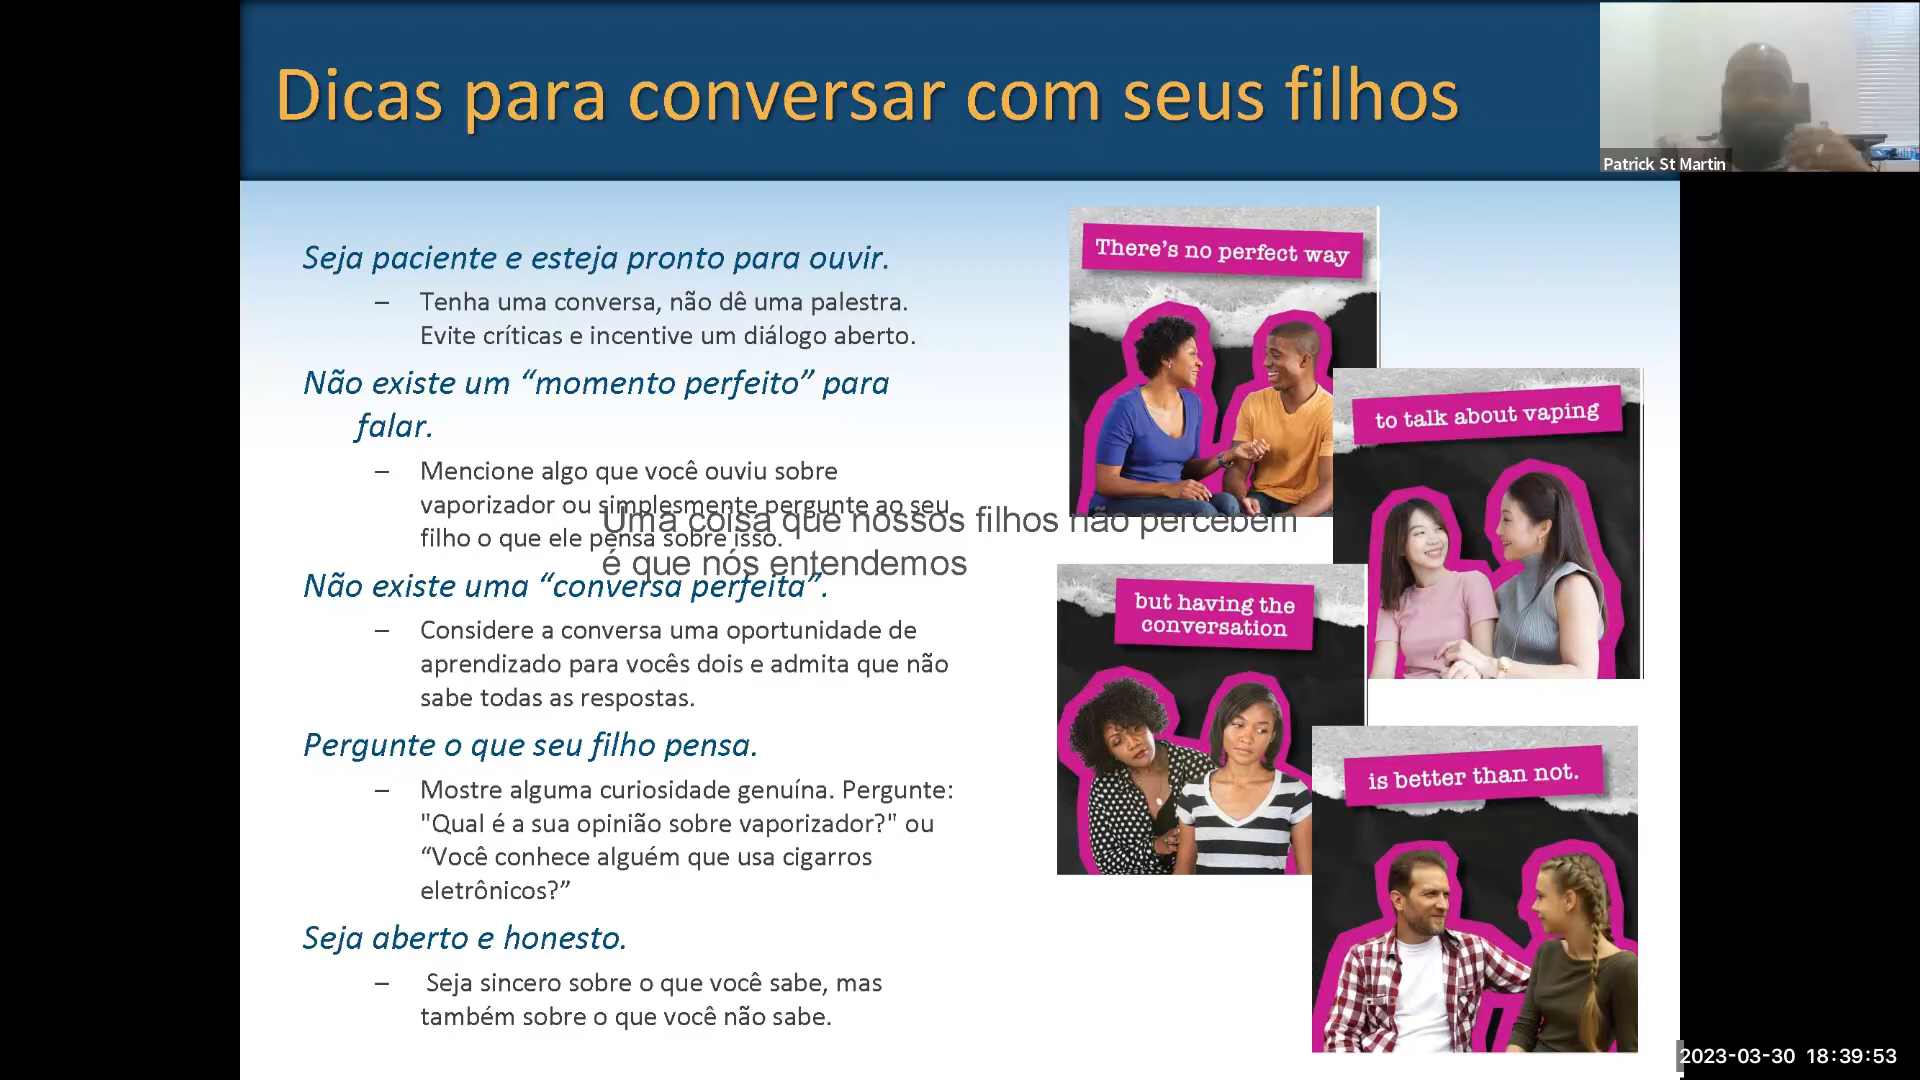 Dicas para conversar com seus filhos
Patrick St Martin
Seja paciente e esteja pronto para ouvir.
– Tenha uma conversa, não dê uma palestra.
Evite críticas e incentive um diálogo aberto.
Não existe um “momento perfeito” para
falar.
– Mencione algo que você ouviu sobre
vaporizador ou simplesmente pergunte ao seu
filho o que ele pensa sobre isso.
Uma coisa que nossos filhos não percebem
é que nós entendemos
Não existe uma “conversa perfeita”.
– Considere a conversa uma oportunidade de
aprendizado para vocês dois e admita que não
sabe todas as respostas.
Pergunte o que seu filho pensa.
– Mostre alguma curiosidade genuína. Pergunte:
"Qual é a sua opinião sobre vaporizador?" ou
“Você conhece alguém que usa cigarros
eletrônicos?”
Seja aberto e honesto.
– Seja sincero sobre o que você sabe, mas
também sobre o que você não sabe.
There's no perfect way
to talk about vaping
but having the
conversation
is better than not.
2023-03-30 18:39:53